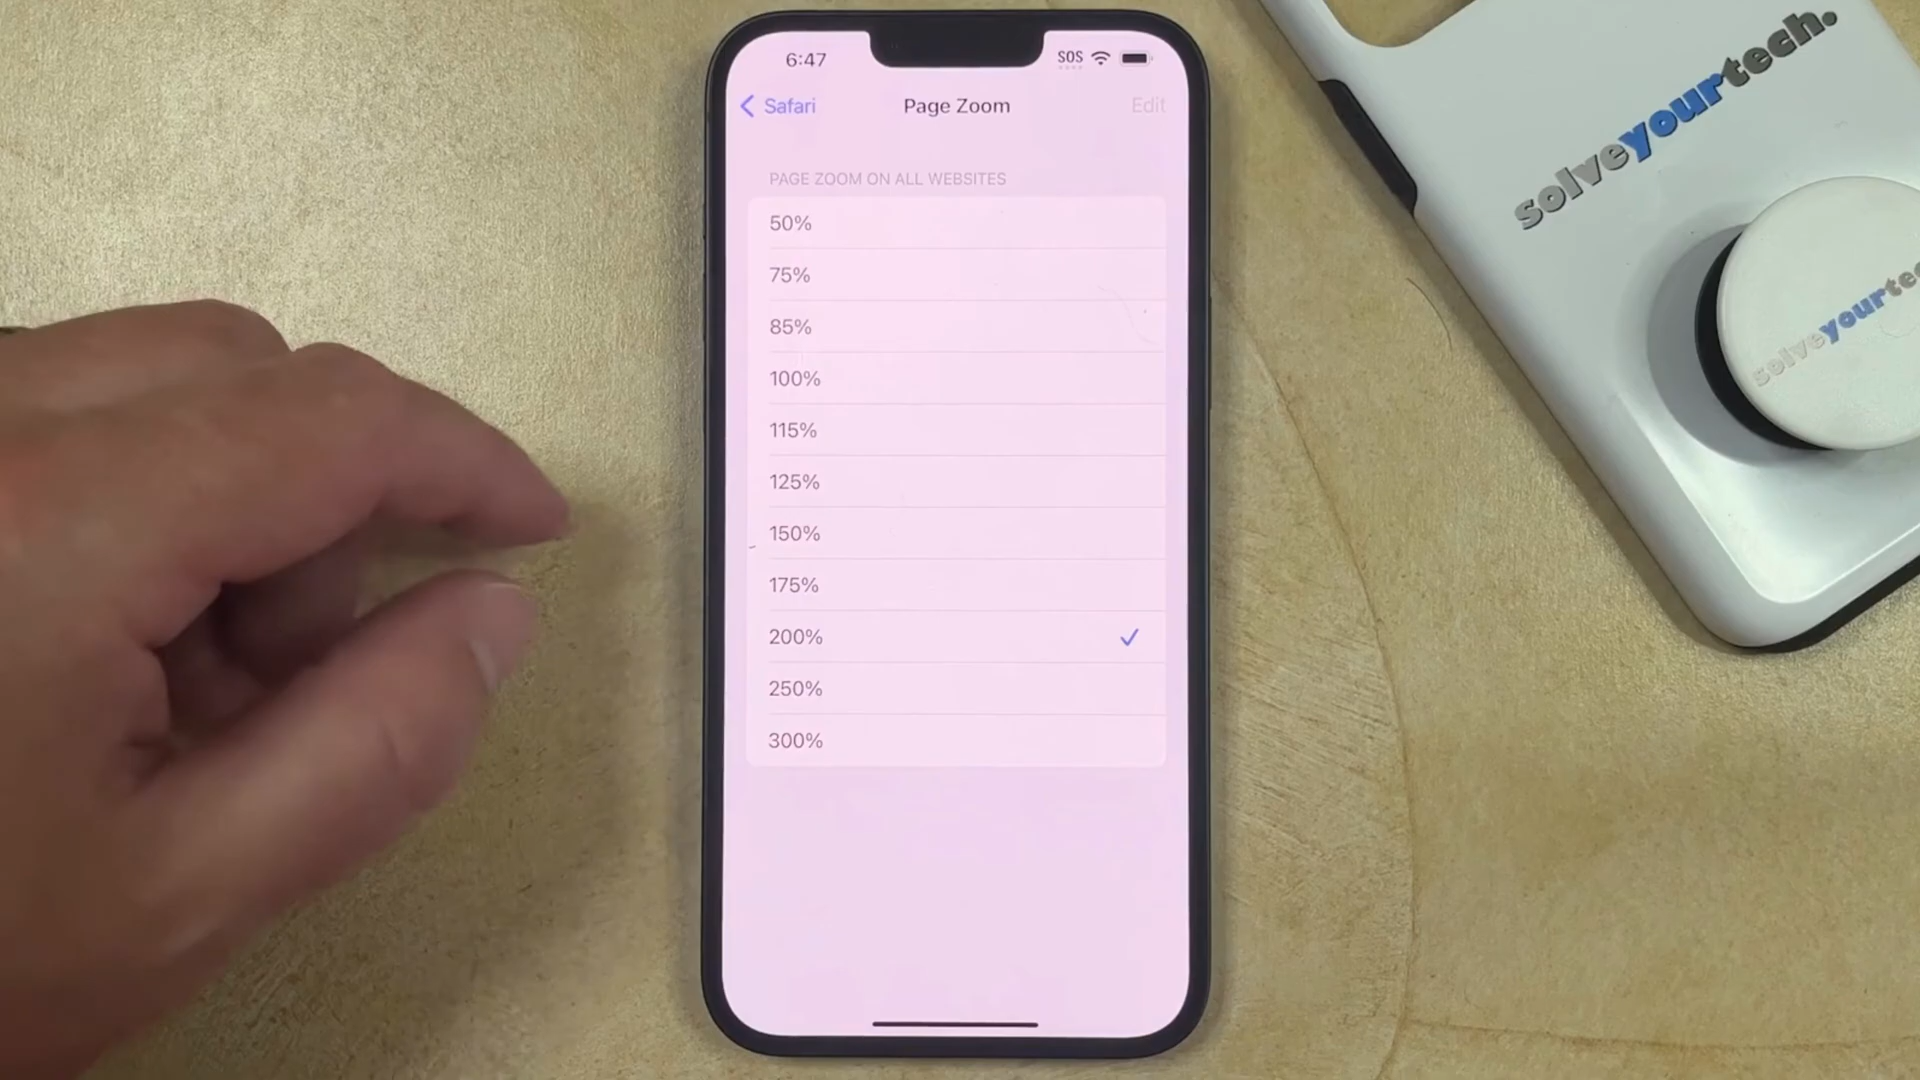 6:47 SOS
Safari Page Zoom Edit
PAGE ZOOM ON ALL WEBSITES
50%
75%
85%
100%
115%
125%
150%
175%
200%
250%
300%
solveyourtech.
solveyourte